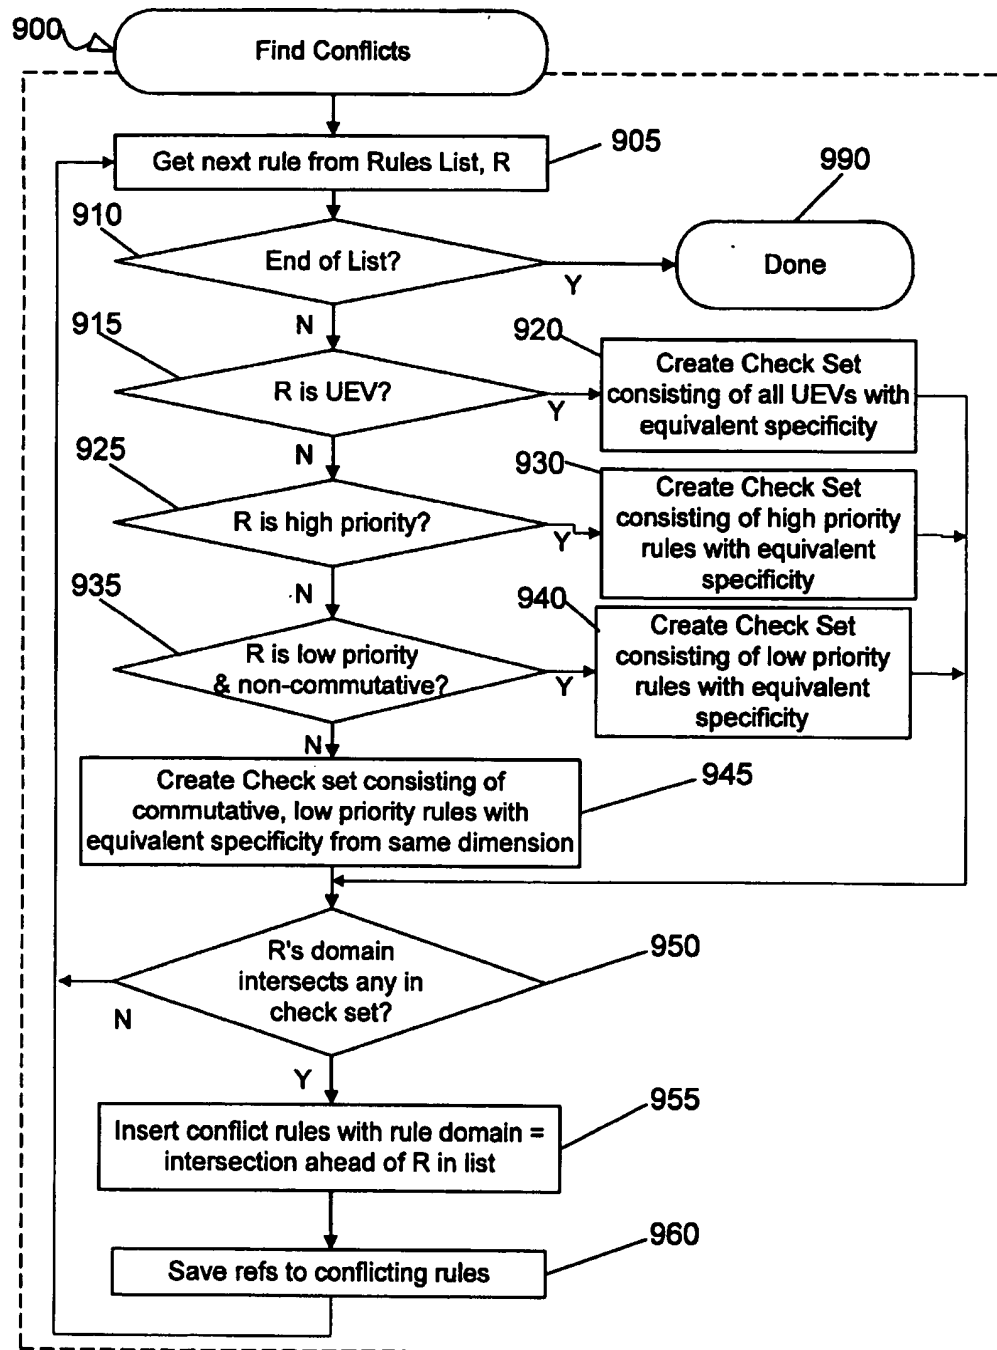 900
Find Conflicts
Get next rule from Rules List, R
905
990
910
End of List?
Y
Done
N
915
R is UEV?
Y
920
Create Check Set
consisting of all UEVs with
equivalent specificity
N
925
R is high priority?
Y
930
Create Check Set
consisting of high priority
rules with equivalent
specificity
N
935
R is low priority
& non-commutative?
Y
940
Create Check Set
consisting of low priority
rules with equivalent
specificity
N
Create Check set consisting of
commutative, low priority rules with
equivalent specificity from same dimension
945
R's domain
intersects any in
check set?
950
N
Y
Insert conflict rules with rule domain =
intersection ahead of R in list
955
Save refs to conflicting rules
960